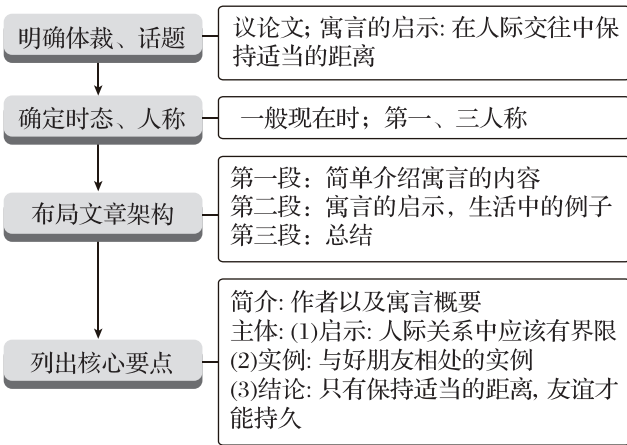 明确体裁、话题
议论文; 寓言的启示: 在人际交往中保
持适当的距离
确定时态、人称
一般现在时；第一、三人称
布局文章架构
第一段：简单介绍寓言的内容
第二段：寓言的启示，生活中的例子
第三段：总结
列出核心要点
简介: 作者以及寓言概要
主体: (1)启示: 人际关系中应该有界限
(2)实例: 与好朋友相处的实例
(3)结论: 只有保持适当的距离, 友谊才
能持久